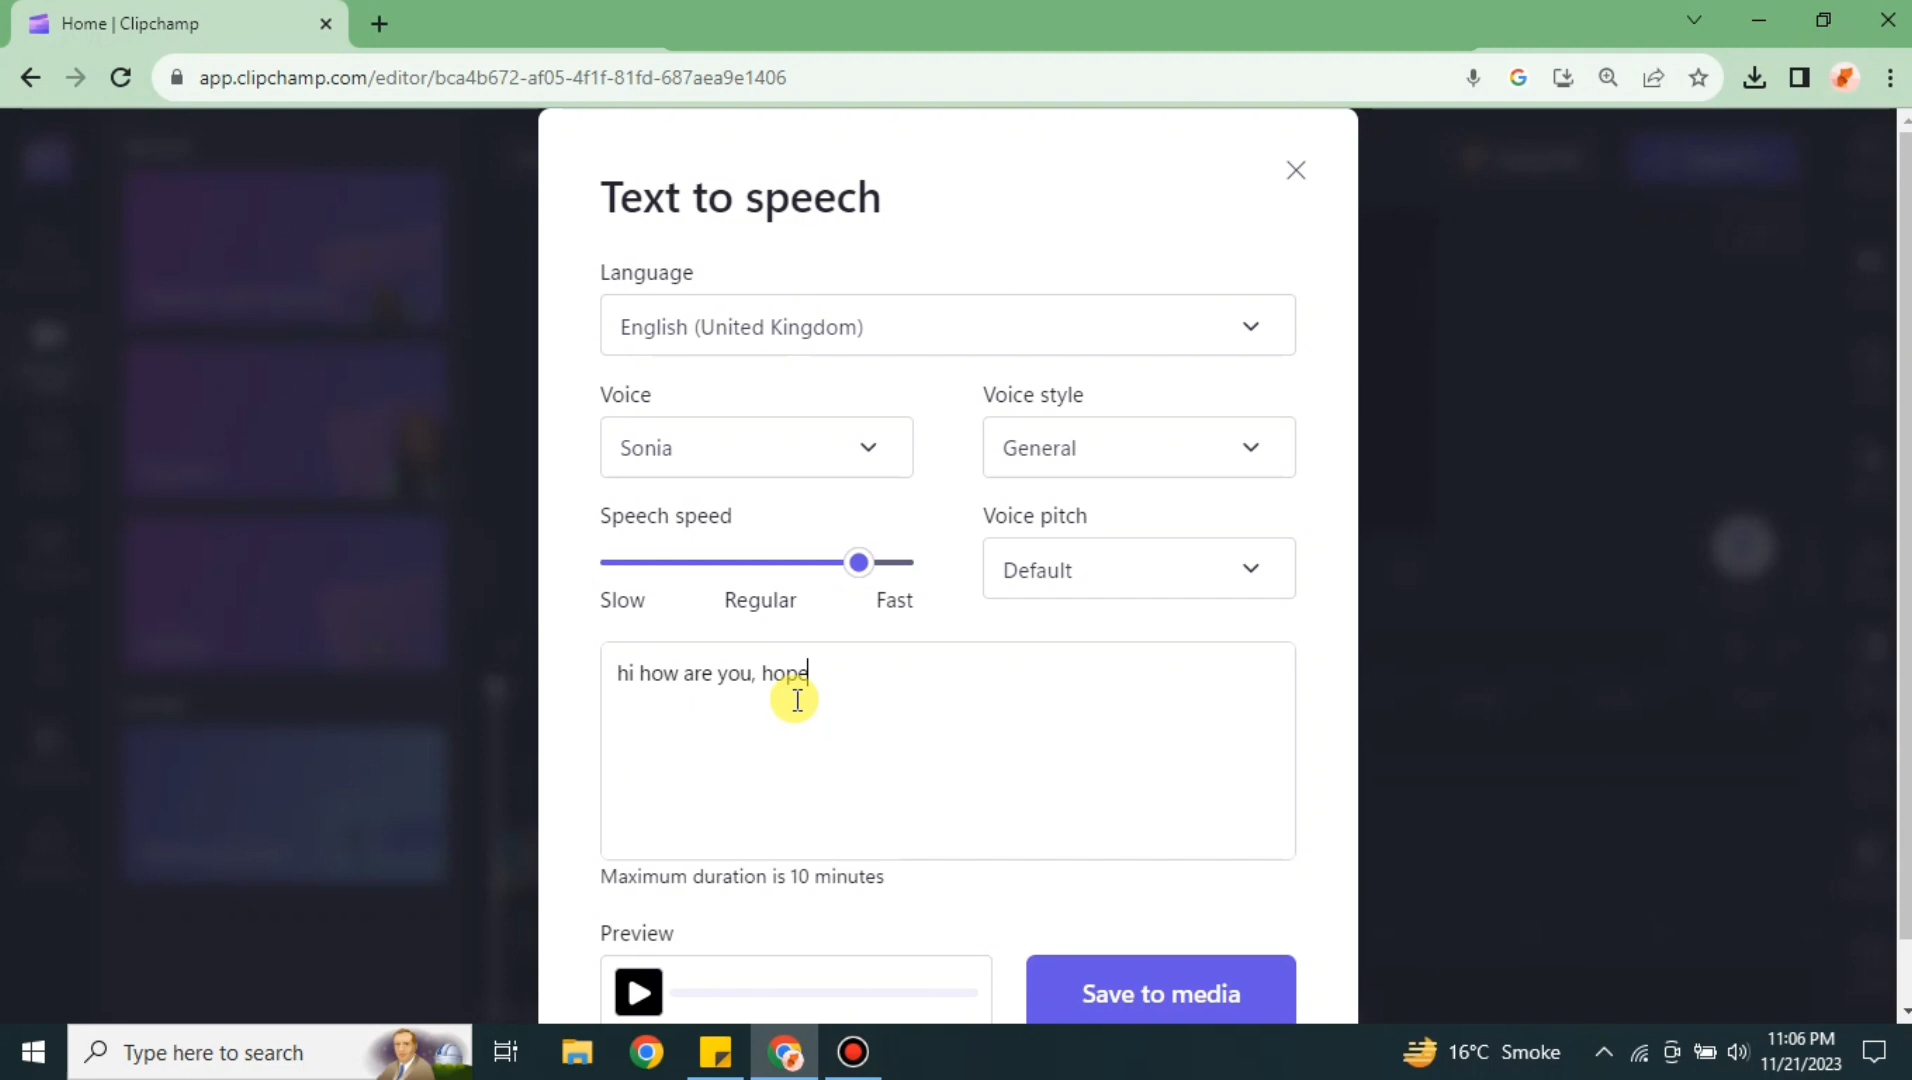 Home | Clipchamp
app.clipchamp.com/editor/bca4b672-af05-4f1f-81fd-687aea9e1406
Text to speech
Language
English (United Kingdom)
Voice
Voice style
Sonia
General
Speech speed
Voice pitch
Default
Slow
Regular
Fast
hi how are you, hope
Maximum duration is 10 minutes
Preview
Save to media
Type here to search
16°C Smoke
11:06 PM
11/21/2023